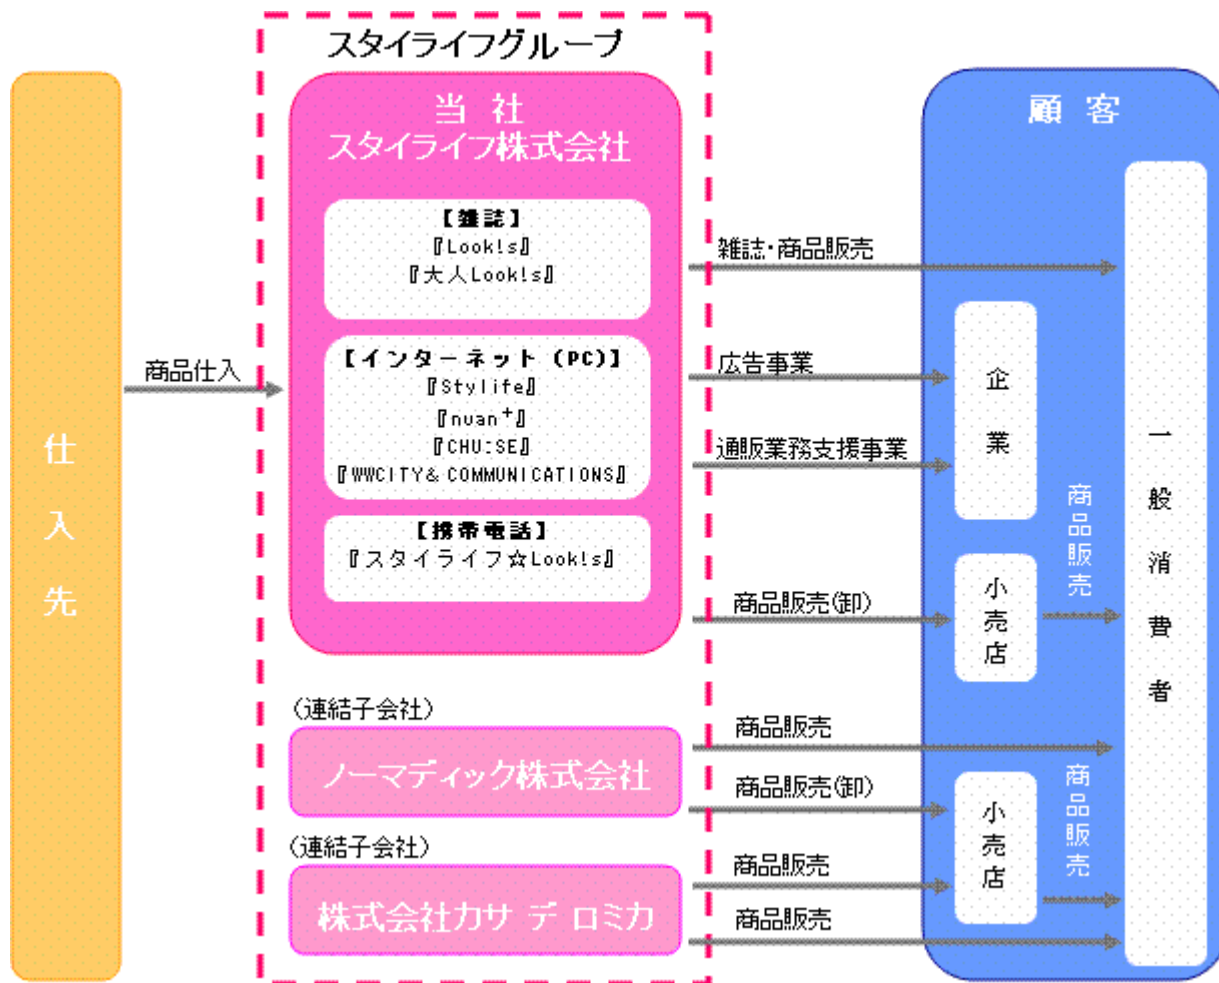 スタイライフグループ
仕入先
商品仕入
当 社
スタイライフ株式会社
【雑誌】
『Look!s』
『大人Look!s』
【インターネット（PC）】
『Stylife』
『nuan+』
『CHU:SE』
『WWCITY& COMMUNICATIONS』
【携帯電話】
『スタイライフ☆Look!s』
(連結子会社)
ノーマディック株式会社
(連結子会社)
株式会社カサ デ ロミカ
雑誌・商品販売
広告事業
通販業務支援事業
商品販売(卸)
商品販売
商品販売(卸)
商品販売
商品販売
顧 客
企業
小売店
商品販売
小売店
商品販売
一般消費者